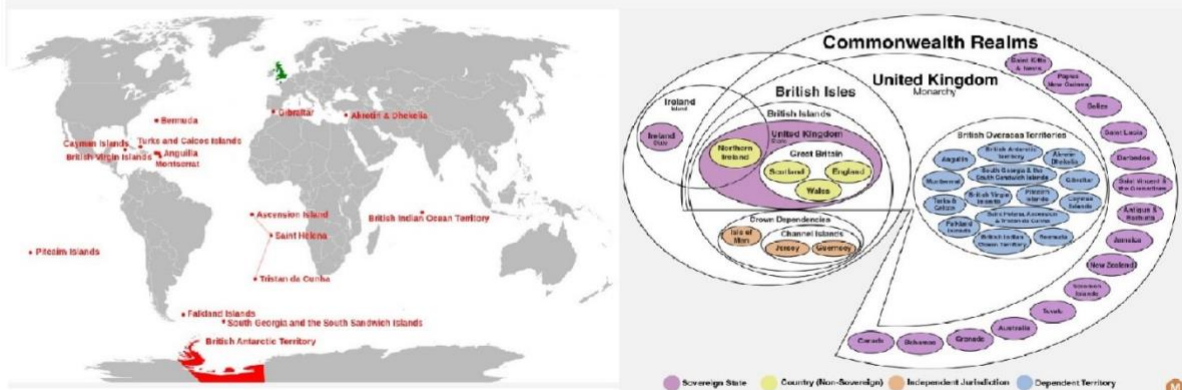 Bermuda
Gibraltar
Akrotiri & Dhekelia
Cayman Islands
Turks and Caicos Islands
British Virgin Islands
Anguilla
Montserrat
Ascension Island
British Indian Ocean Territory
Saint Helena
Pitcairn Islands
Tristan da Cunha
Falkland Islands
South Georgia and the South Sandwich Islands
British Antarctic Territory
Commonwealth Realms
United Kingdom
Monarchy
British Isles
Ireland
Island
British Islands
United Kingdom
State
Ireland
State
Northern
Ireland
Great Britain
Scotland
England
Wales
Crown Dependencies
Isle of
Man
Channel Islands
Jersey
Guernsey
British Overseas Territories
Anguilla
British Antarctic
Territory
Akrotiri
Dhekelia
Montserrat
South Georgia & the
South Sandwich Islands
Gibraltar
Turks &
Caicos
British Virgin
Islands
Pitcairn
Islands
Cayman
Islands
Falkland
Islands
Saint Helena, Ascension
& Tristan da Cunha
British Indian
Ocean Territory
Bermuda
Saint Kitts
& Nevis
Papua
New Guinea
Belize
Saint Lucia
Barbados
Saint Vincent &
the Grenadines
Antigua &
Barbuda
Jamaica
New Zealand
Solomon
Islands
Tuvalu
Australia
Grenada
Bahamas
Canada
Sovereign State
Country (Non-Sovereign)
Independent Jurisdiction
Dependent Territory
M